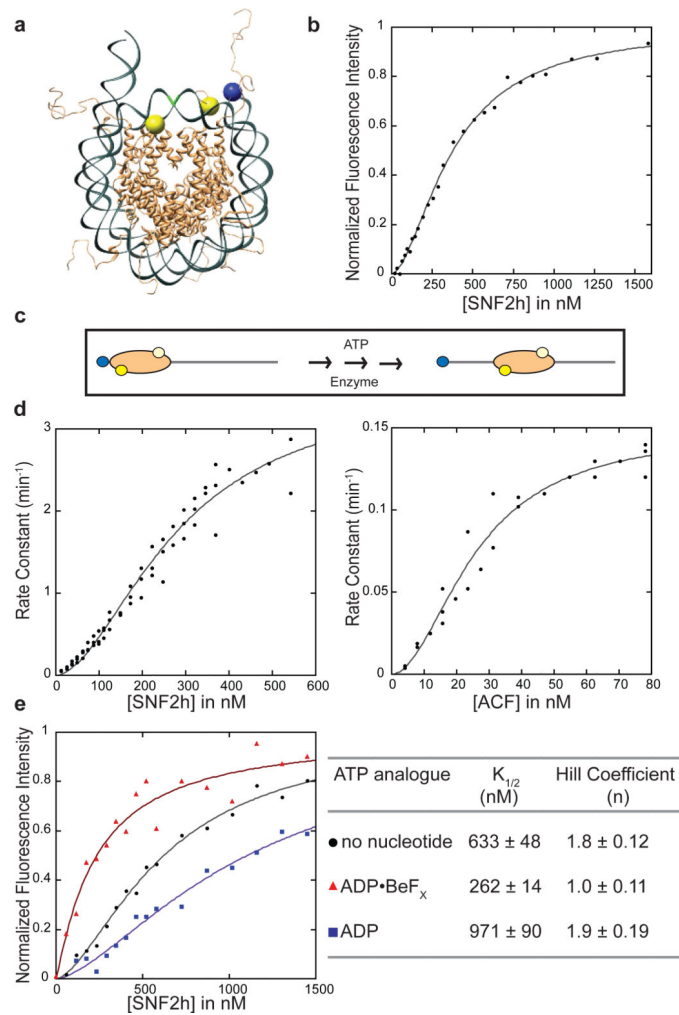 a
b
Normalized Fluorescence Intensity
1
0.8
0.6
0.4
0.2
0
0 250 500 750 1000 1250 1500
[SNF2h] in nM
c
ATP
Enzyme
d
Rate Constant (min⁻¹)
3
2
1
0
0 100 200 300 400 500 600
[SNF2h] in nM
Rate Constant (min⁻¹)
0.15
0.1
0.05
0
0 10 20 30 40 50 60 70 80
[ACF] in nM
e
Normalized Fluorescence Intensity
1
0.8
0.6
0.4
0.2
0
0 500 1000 1500
[SNF2h] in nM
ATP analogue K1/2 (nM) Hill Coefficient (n)
no nucleotide 633 ± 48 1.8 ± 0.12
ADP•BeFX 262 ± 14 1.0 ± 0.11
ADP 971 ± 90 1.9 ± 0.19